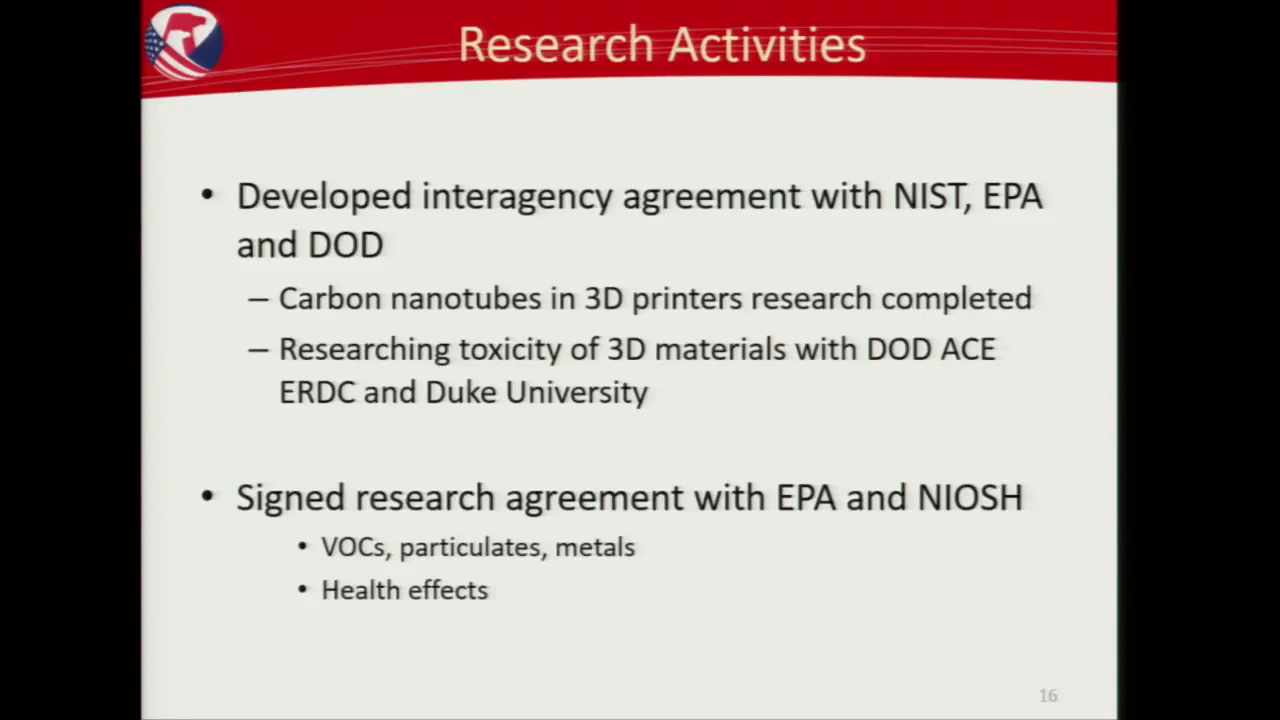 Research Activities
• Developed interagency agreement with NIST, EPA
and DOD
– Carbon nanotubes in 3D printers research completed
– Researching toxicity of 3D materials with DOD ACE
ERDC and Duke University
• Signed research agreement with EPA and NIOSH
• VOCs, particulates, metals
• Health effects
16